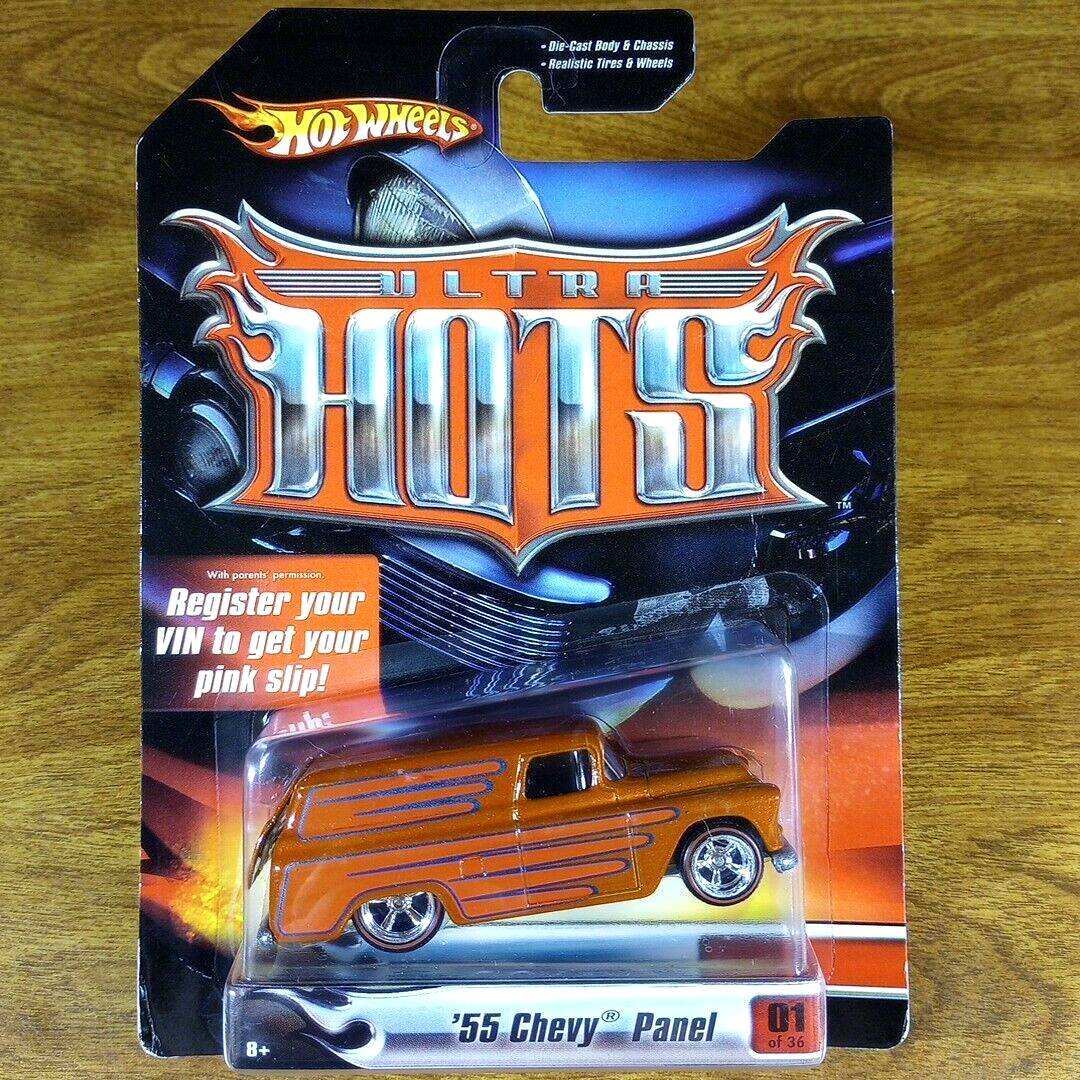 • Die-Cast Body & Chassis
• Realistic Tires & Wheels
HOT WHEELS®
ULTRA
HOTS
TM
With parents' permission.
Register your
VIN to get your
pink slip!
'55 Chevy® Panel
01
of 36
8+